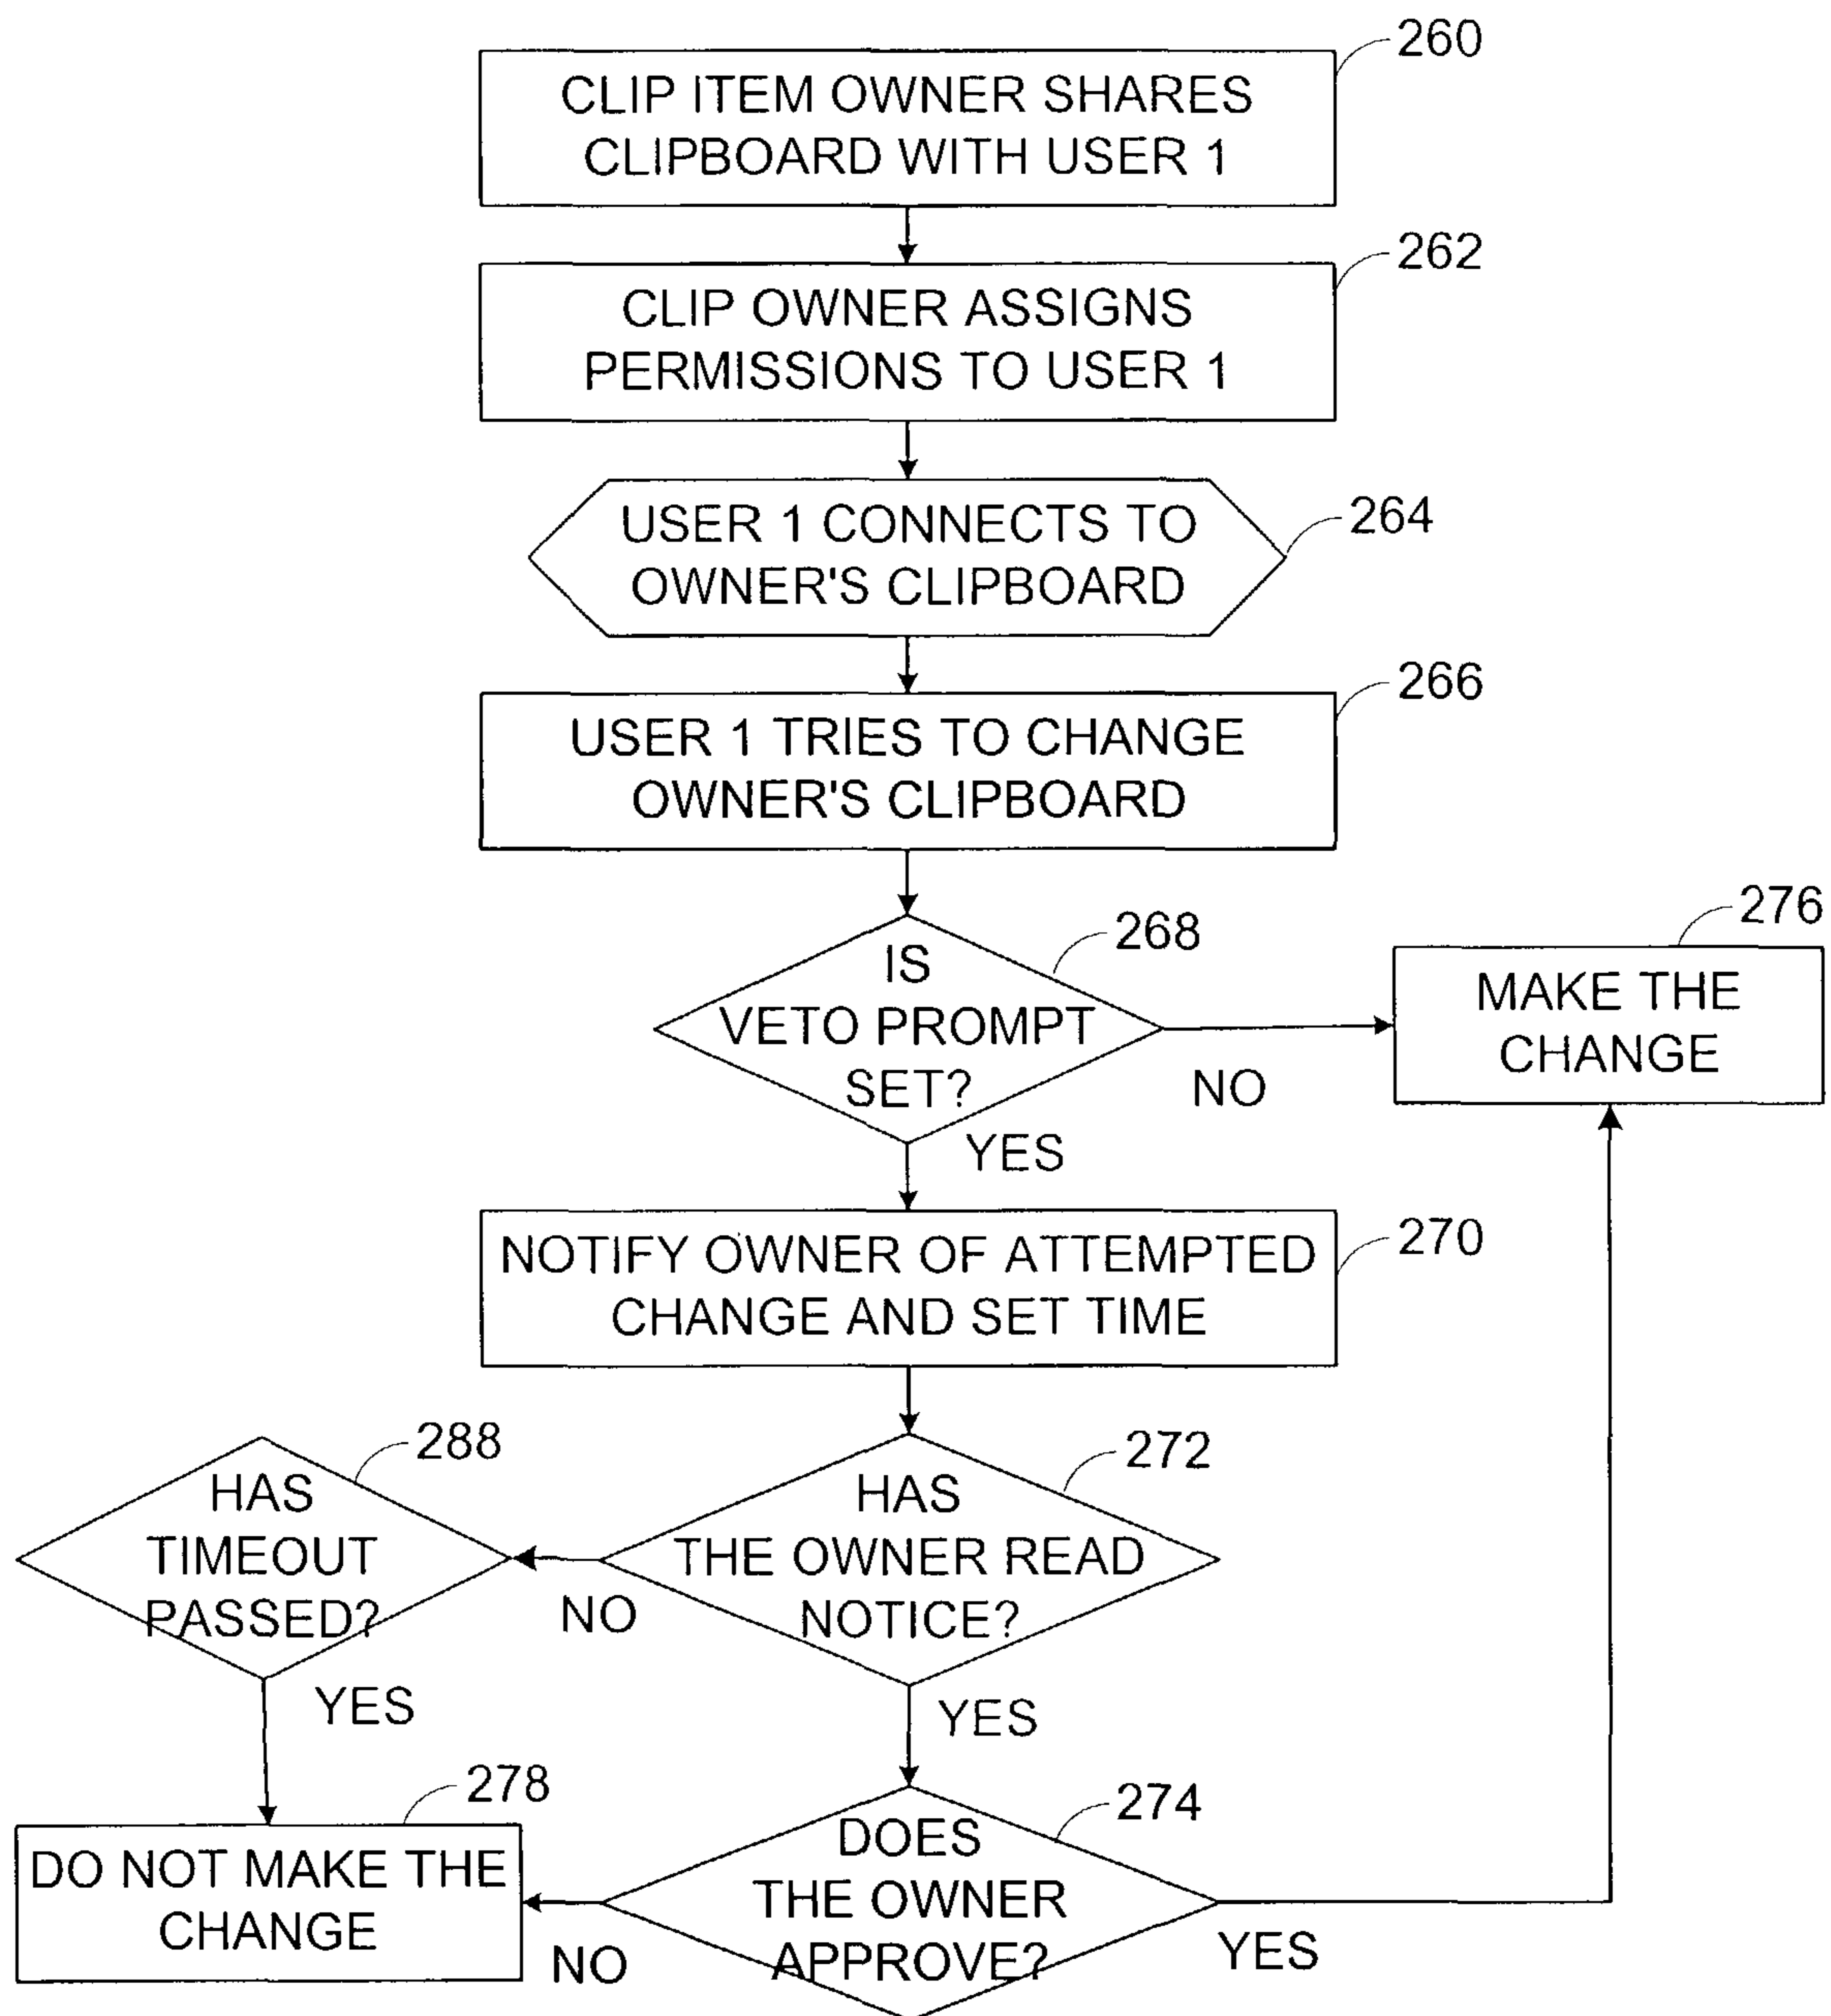 260
CLIP ITEM OWNER SHARES
CLIPBOARD WITH USER 1
262
CLIP OWNER ASSIGNS
PERMISSIONS TO USER 1
264
USER 1 CONNECTS TO
OWNER'S CLIPBOARD
266
USER 1 TRIES TO CHANGE
OWNER'S CLIPBOARD
268
IS
VETO PROMPT
SET?
NO
YES
276
MAKE THE
CHANGE
270
NOTIFY OWNER OF ATTEMPTED
CHANGE AND SET TIME
272
HAS
THE OWNER READ
NOTICE?
NO
YES
288
HAS
TIMEOUT
PASSED?
YES
278
DO NOT MAKE THE
CHANGE
274
DOES
THE OWNER
APPROVE?
NO
YES